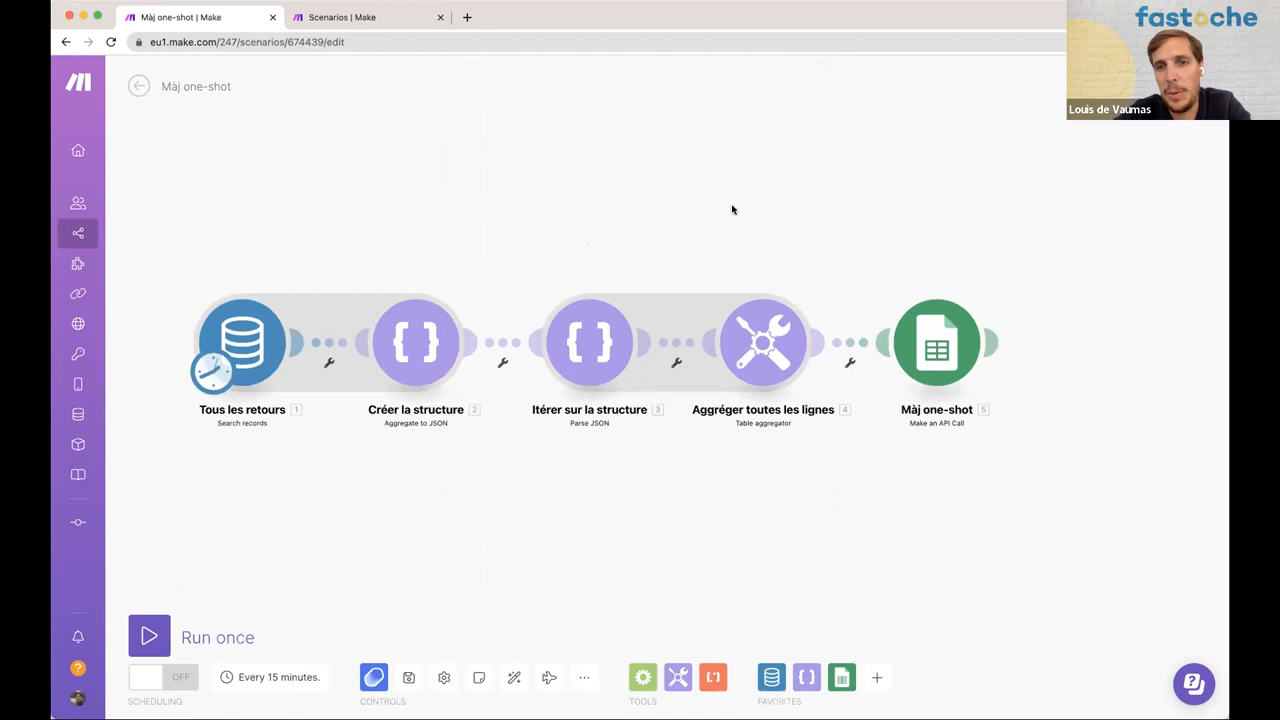 Màj one-shot | Make
Scenarios | Make
fastoche
eu1.make.com/247/scenarios/674439/edit
Màj one-shot
Louis de Vaumas
Tous les retours 1
Search records
Créer la structure 2
Aggregate to JSON
Itérer sur la structure 3
Parse JSON
Aggréger toutes les lignes 4
Table aggregator
Màj one-shot 5
Make an API Call
Run once
OFF
Every 15 minutes.
SCHEDULING
CONTROLS
TOOLS
FAVORITES